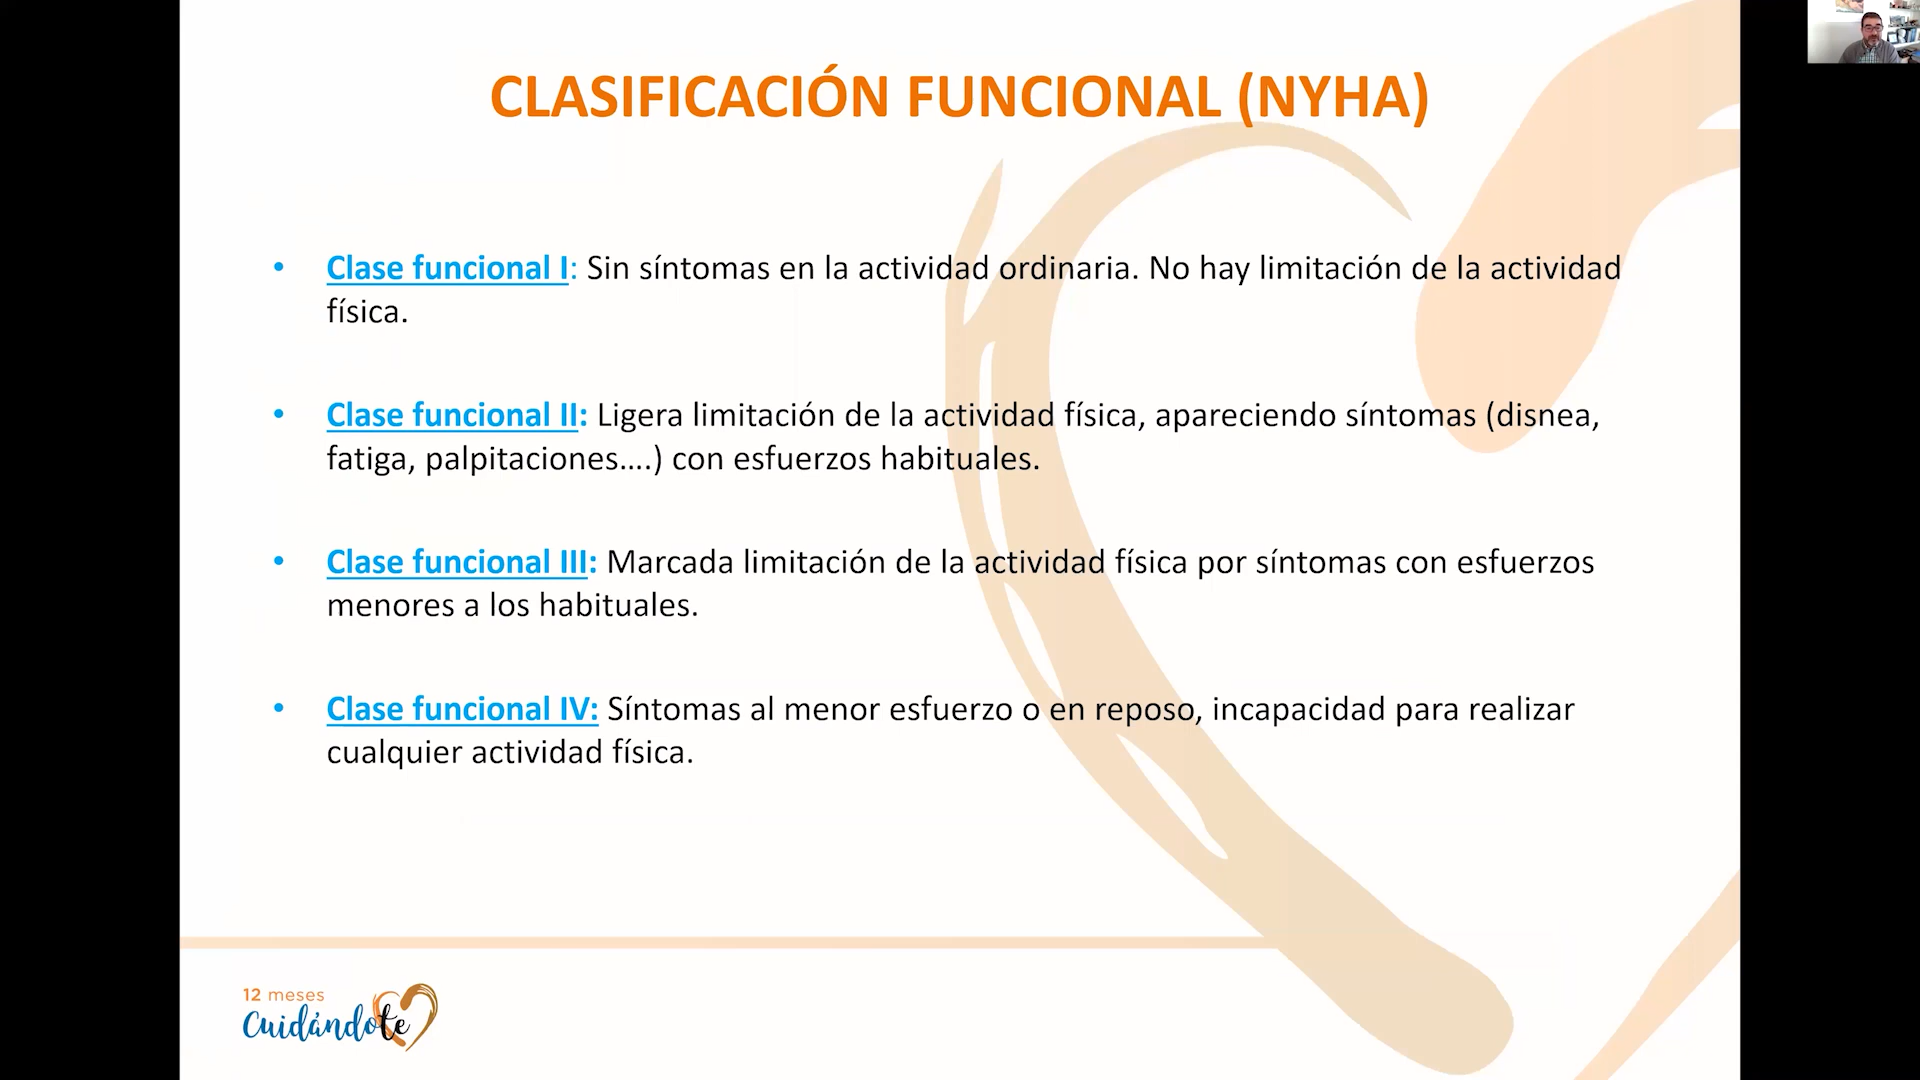 CLASIFICACIÓN FUNCIONAL (NYHA)
• Clase funcional I: Sin síntomas en la actividad ordinaria. No hay limitación de la actividad
física.
• Clase funcional II: Ligera limitación de la actividad física, apareciendo síntomas (disnea,
fatiga, palpitaciones....) con esfuerzos habituales.
• Clase funcional III: Marcada limitación de la actividad física por síntomas con esfuerzos
menores a los habituales.
• Clase funcional IV: Síntomas al menor esfuerzo o en reposo, incapacidad para realizar
cualquier actividad física.
12 meses
Cuidándote